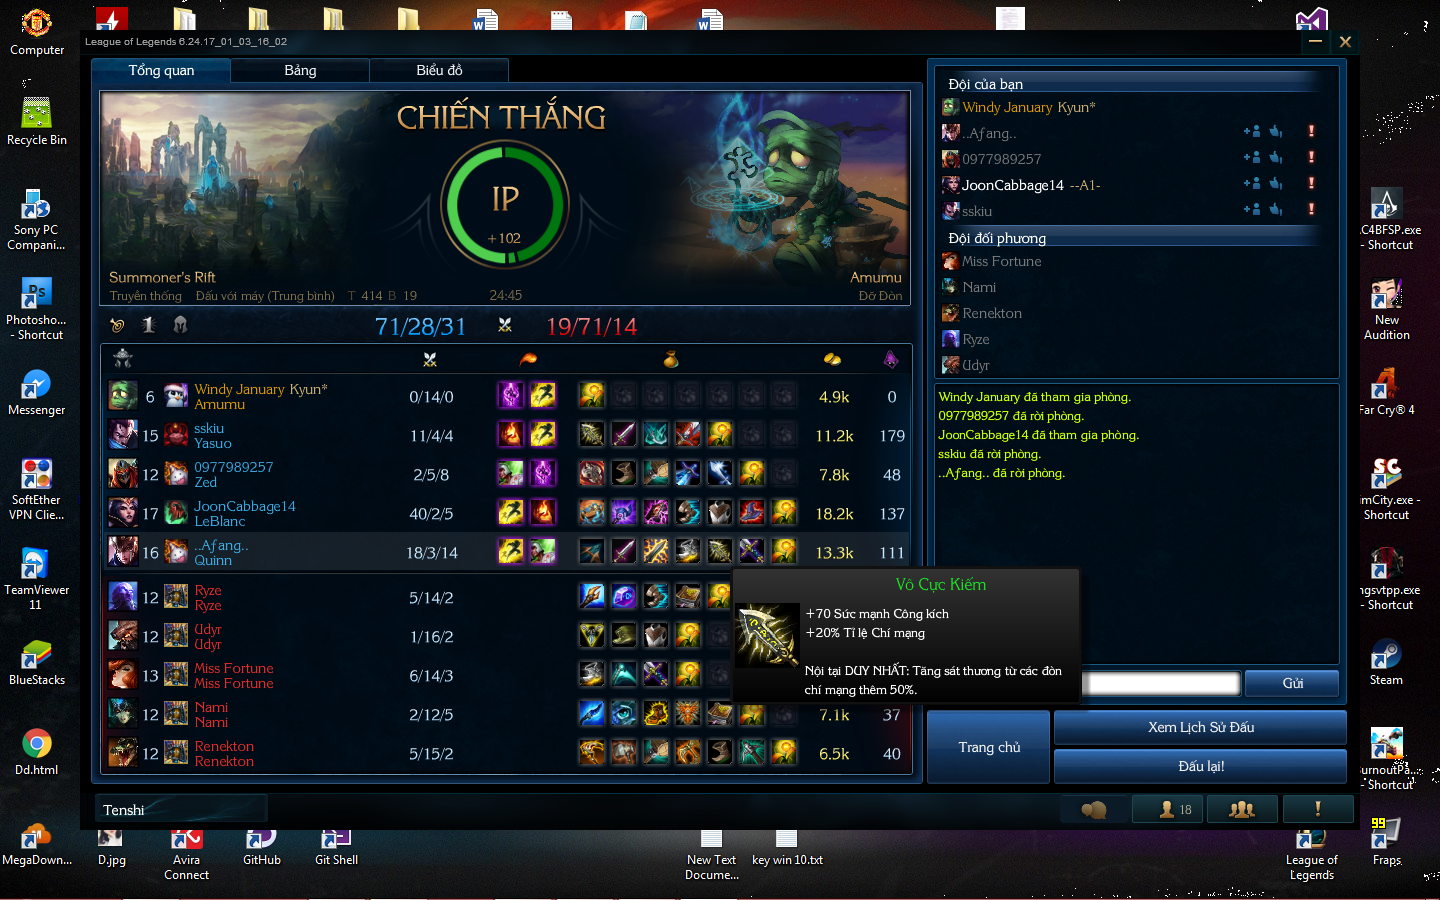 Computer
Recycle Bin
Sony PC
Compani...
Photosho...
- Shortcut
Messenger
SoftEther
VPN Clie...
TeamViewer
11
BlueStacks
Dd.html
MegaDown...
D.jpg
Avira
Connect
GitHub
Git Shell
New Text
Docume...
key win 10.txt
League of
Legends
Fraps
League of Legends 6.24.17_01_03_16_02
Tổng quan
Bảng
Biểu đồ
CHIẾN THẮNG
IP
+102
Summoner's Rift
Amumu
Truyền thống Đấu với máy (Trung bình) T 414 B 19
24:45
Đỡ Đòn
1
71/28/31
19/71/14
6 Windy January Kyun* 0/14/0 4.9k 0
Amumu
15 sskiu 11/4/4 11.2k 179
Yasuo
12 0977989257 2/5/8 7.8k 48
Zed
17 JoonCabbage14 40/2/5 18.2k 137
LeBlanc
16 ..Aƒang.. 18/3/14 13.3k 111
Quinn
12 Ryze 5/14/2
Ryze
12 Udyr 1/16/2
Udyr
13 Miss Fortune 6/14/3
Miss Fortune
12 Nami 2/12/5 7.1k 37
Nami
12 Renekton 5/15/2 6.5k 40
Renekton
Vô Cực Kiếm
+70 Sức mạnh Công kích
+20% Tỉ lệ Chí mạng
Nội tại DUY NHẤT: Tăng sát thương từ các đòn
chí mạng thêm 50%.
Đội của bạn
Windy January Kyun*
..Aƒang..
0977989257
JoonCabbage14 --A1-
sskiu
Đội đối phương
Miss Fortune
Nami
Renekton
Ryze
Udyr
Windy January đã tham gia phòng.
0977989257 đã rời phòng.
JoonCabbage14 đã tham gia phòng.
sskiu đã rời phòng.
..Aƒang.. đã rời phòng.
Gửi
Trang chủ
Xem Lịch Sử Đấu
Đấu lại!
Tenshi
18
.C4BFSP.exe
- Shortcut
New
Audition
Far Cry® 4
imCity.exe -
Shortcut
ngsvtpp.exe
- Shortcut
Steam
BurnoutPa...
- Shortcut
99